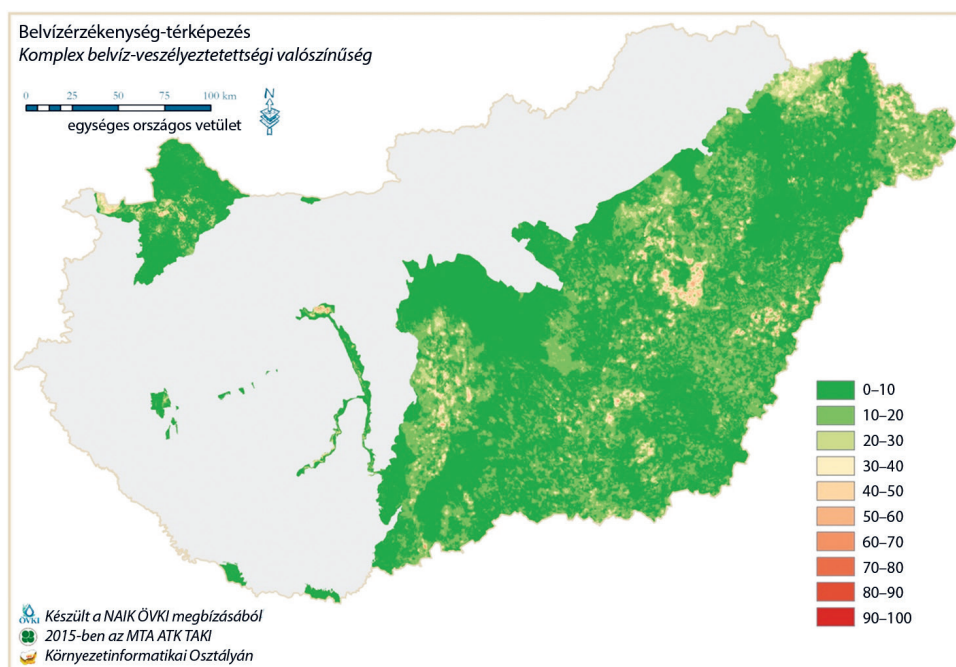 Belvízérzékenység-térképezés
Komplex belvíz-veszélyeztetettségi valószínűség
0 25 50 75 100 km
N
egységes országos vetület
0–10
10–20
20–30
30–40
40–50
50–60
60–70
70–80
80–90
90–100
ÖVKI
Készült a NAIK ÖVKI megbízásából
2015-ben az MTA ATK TAKI
Környezetinformatikai Osztályán